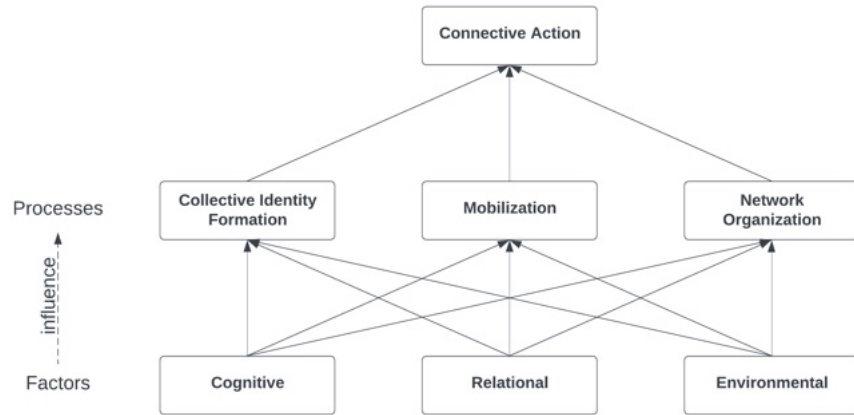 Connective Action
Processes
Collective Identity
Formation
Mobilization
Network
Organization
influence
Factors
Cognitive
Relational
Environmental